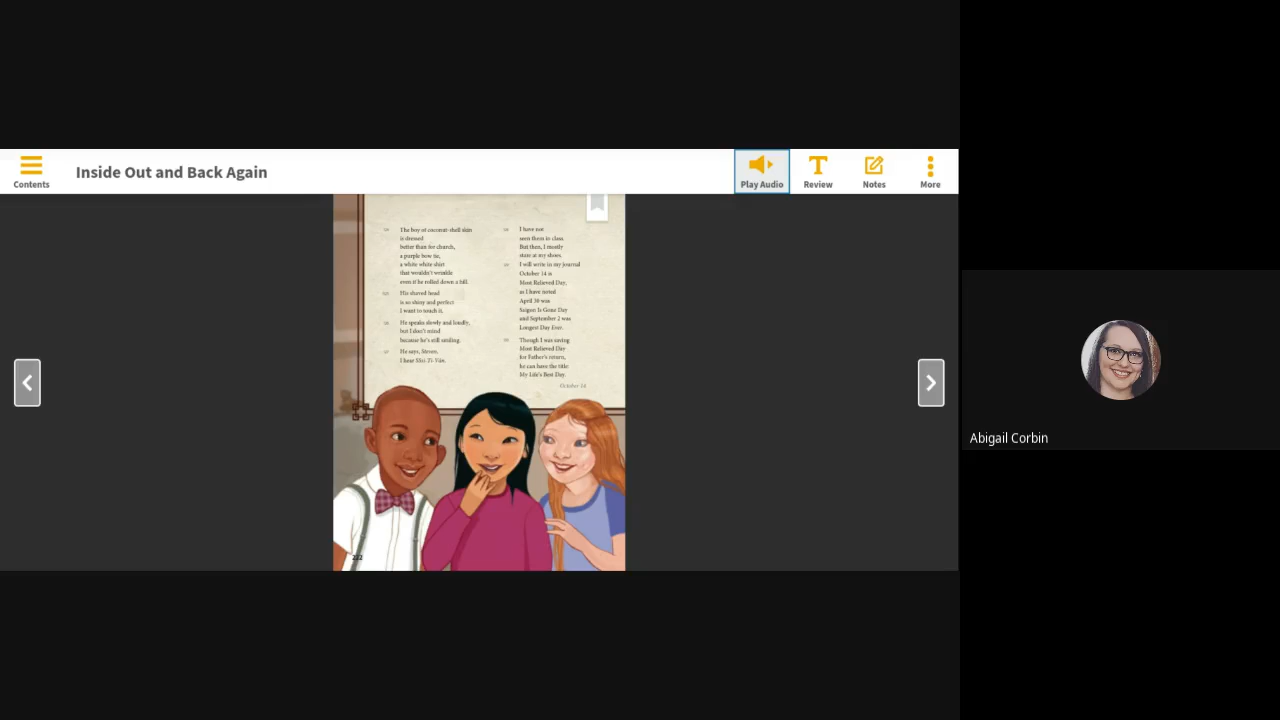 Contents
Inside Out and Back Again
Play Audio
Review
Notes
More
The boy of coconut-shell skin
is dressed
better than for church,
a purple bow tie,
a white white shirt
that wouldn't wrinkle
even if he rolled down a hill.
His shaved head
is so shiny and perfect
I want to touch it.
He speaks slowly and loudly,
but I don't mind
because he's still smiling.
He says, Steven.
I hear Ship Ti Vân.
I have not
seen them in class.
But then, I mostly
stare at my shoes.
I will write in my journal
October 14 is
Most Relieved Day,
as I have noted
April 30 was
Saigon Is Gone Day
and September 2 was
Longest Day Ever.
Though I was saving
Most Relieved Day
for Father's return,
he can have the title:
My Life's Best Day.
October 14
222
Abigail Corbin